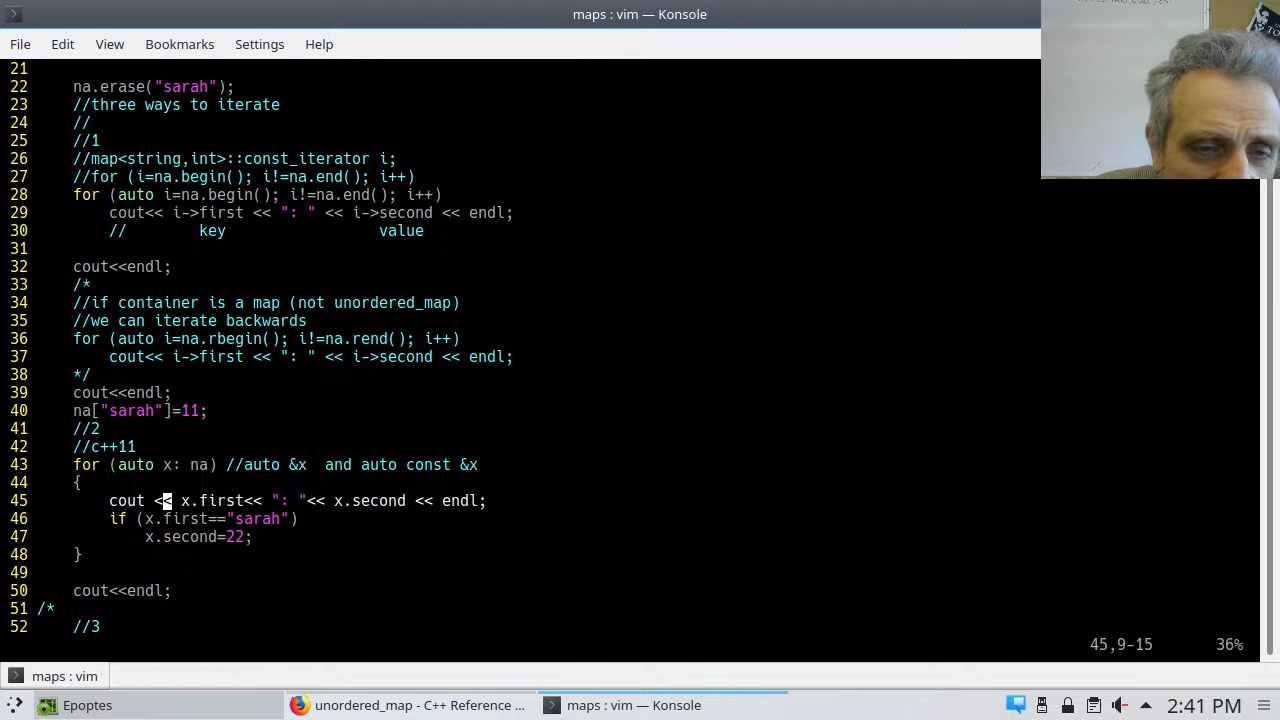 maps : vim — Konsole
File Edit View Bookmarks Settings Help
21
22 na.erase("sarah");
23 //three ways to iterate
24 //
25 //1
26 //map<string,int>::const_iterator i;
27 //for (i=na.begin(); i!=na.end(); i++)
28 for (auto i=na.begin(); i!=na.end(); i++)
29 cout<< i->first << ": " << i->second << endl;
30 // key value
31
32 cout<<endl;
33 /*
34 //if container is a map (not unordered_map)
35 //we can iterate backwards
36 for (auto i=na.rbegin(); i!=na.rend(); i++)
37 cout<< i->first << ": " << i->second << endl;
38 */
39 cout<<endl;
40 na["sarah"]=11;
41 //2
42 //c++11
43 for (auto x: na) //auto &x and auto const &x
44 {
45 cout << x.first<< ": "<< x.second << endl;
46 if (x.first=="sarah")
47 x.second=22;
48 }
49
50 cout<<endl;
51 /*
52 //3
45,9-15 36%
maps : vim
Epoptes
unordered_map - C++ Reference ...
maps : vim — Konsole
2:41 PM